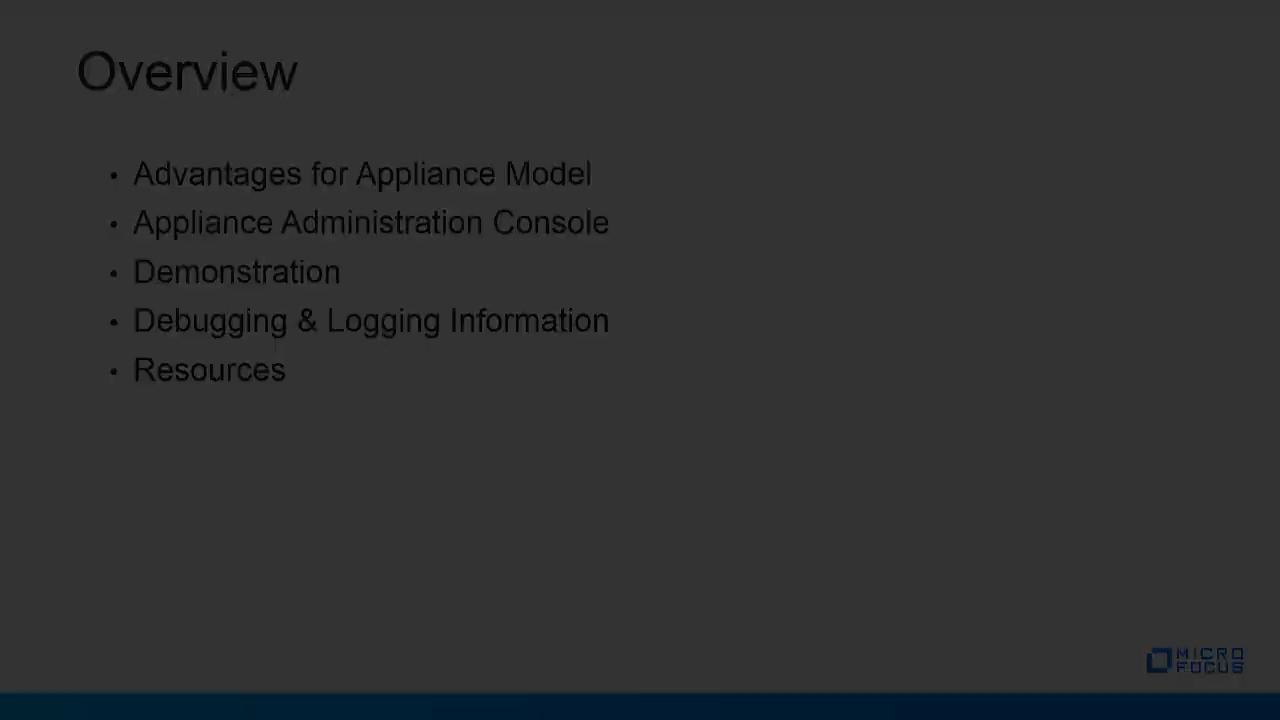 Overview
• Advantages for Appliance Model
• Appliance Administration Console
• Demonstration
• Debugging & Logging Information
• Resources
MICRO
FOCUS